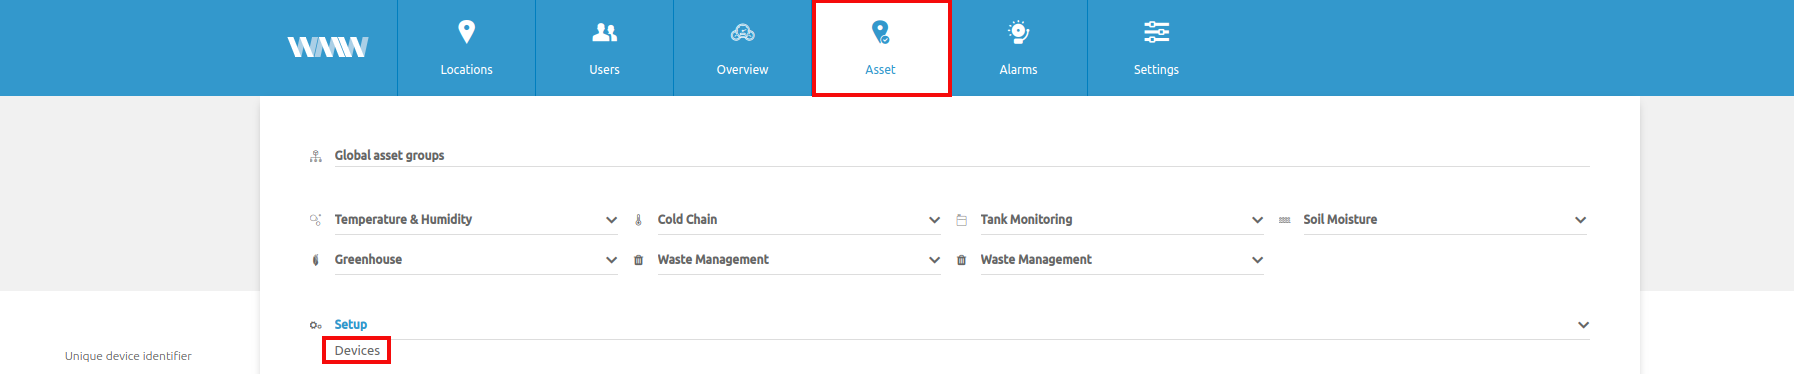 WMW
Locations
Users
Overview
Asset
Alarms
Settings
Global asset groups
Temperature & Humidity
Cold Chain
Tank Monitoring
Soil Moisture
Greenhouse
Waste Management
Waste Management
Setup
Devices
Unique device identifier